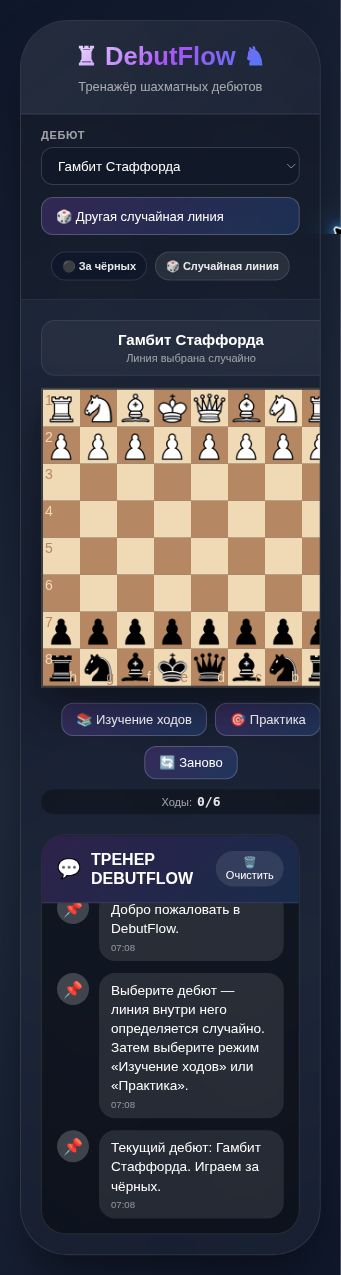 ♜ DebutFlow ♞
Тренажёр шахматных дебютов
ДЕБЮТ
Гамбит Стаффорда
🎲 Другая случайная линия
⚫ За чёрных
🎲 Случайная линия
Гамбит Стаффорда
Линия выбрана случайно
1
2
3
4
5
6
7
8
h g f e d c b
📚 Изучение ходов
🎯 Практика
🔄 Заново
Ходы: 0/6
💬 ТРЕНЕР
DEBUTFLOW
🗑️
Очистить
📌 Добро пожаловать в
DebutFlow.
07:08
📌 Выберите дебют —
линия внутри него
определяется случайно.
Затем выберите режим
«Изучение ходов» или
«Практика».
07:08
📌 Текущий дебют: Гамбит
Стаффорда. Играем за
чёрных.
07:08